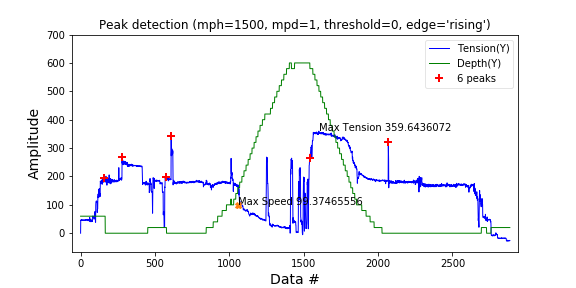 Peak detection (mph=1500, mpd=1, threshold=0, edge='rising')
700
600
500
400
300
200
100
0
Amplitude
Tension(Y)
Depth(Y)
6 peaks
Max Tension 359.6436072
Max Speed 99.37465556
0
500
1000
1500
2000
2500
Data #